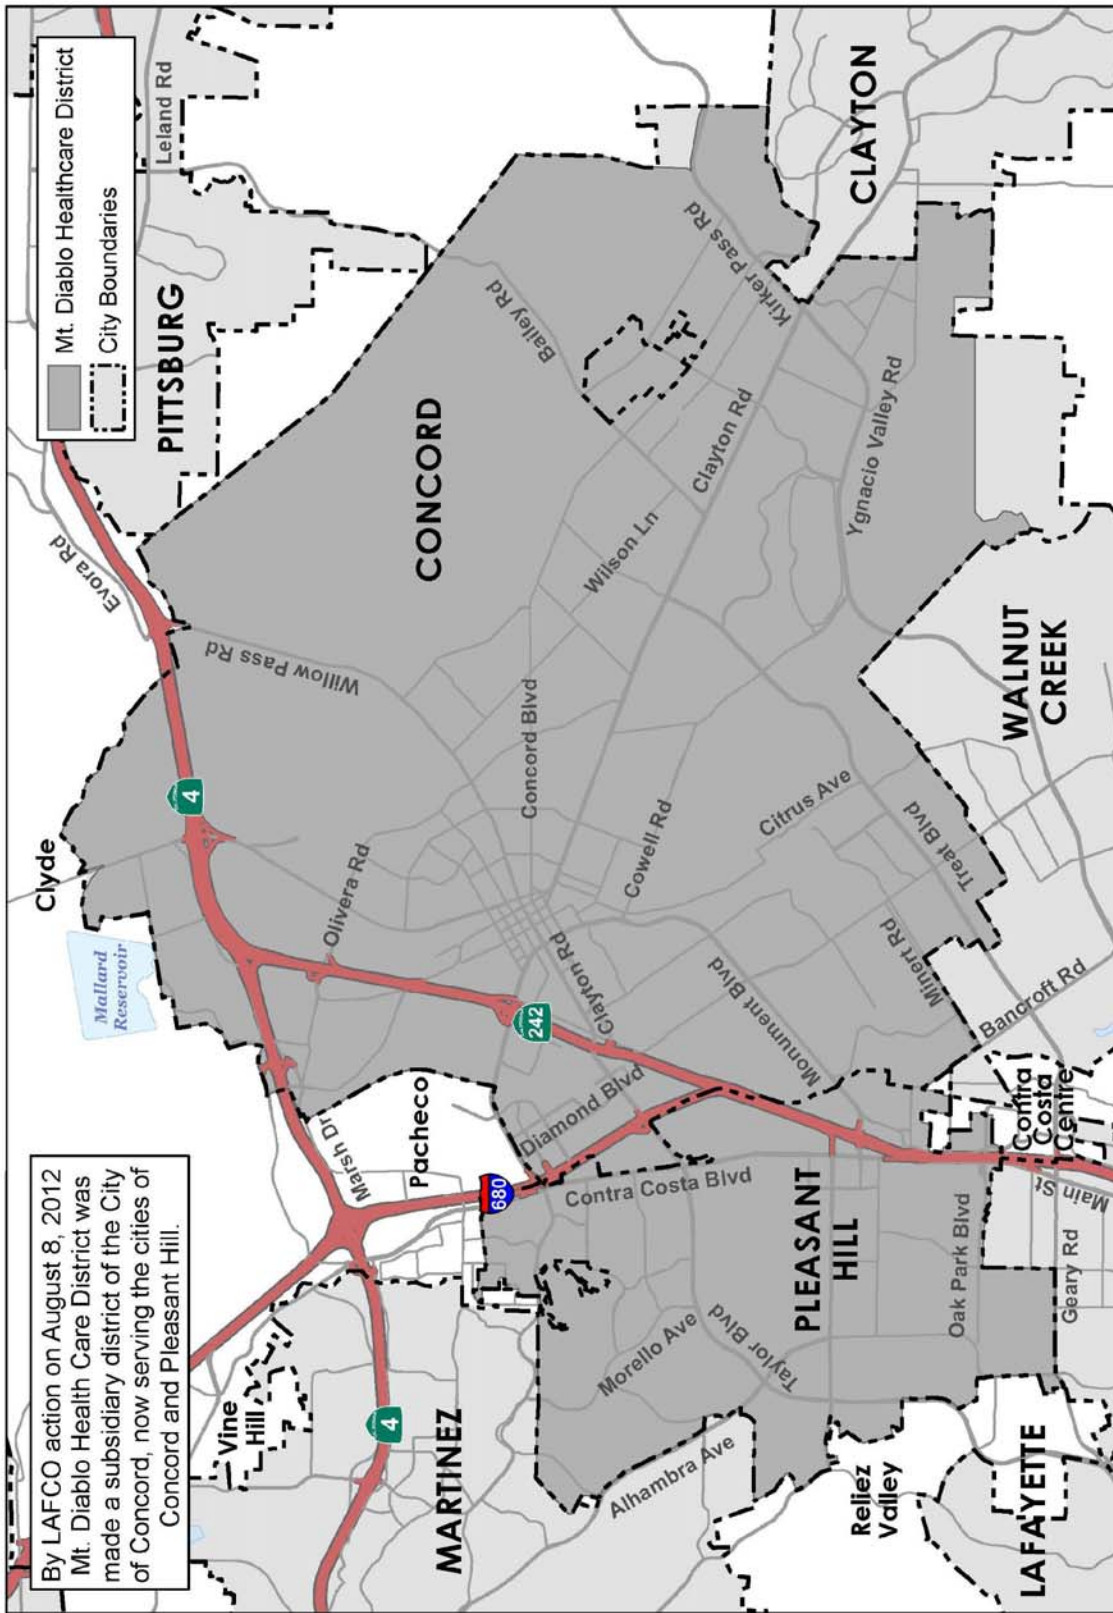 By LAFCO action on August 8, 2012
Mt. Diablo Health Care District was
made a subsidiary district of the City
of Concord, now serving the cities of
Concord and Pleasant Hill.
Mt. Diablo Healthcare District
City Boundaries
Leland Rd
PITTSBURG
Evora Rd
Clyde
Mallard
Reservoir
4
Willow Pass Rd
Bailey Rd
CONCORD
Olivera Rd
Concord Blvd
Wilson Ln
Clayton Rd
Kirker Pass Rd
CLAYTON
Ygnacio Valley Rd
Cowell Rd
Citrus Ave
Treat Blvd
WALNUT
CREEK
Minert Rd
Bancroft Rd
Monument Blvd
Clayton Rd
242
Diamond Blvd
Marsh Dr
Pacheco
680
Contra Costa Blvd
Contra
Costa
Centre
Main St
Geary Rd
Oak Park Blvd
PLEASANT
HILL
Taylor Blvd
Morello Ave
Vine
Hill
4
MARTINEZ
Alhambra Ave
Reliez
Valley
LAFAYETTE